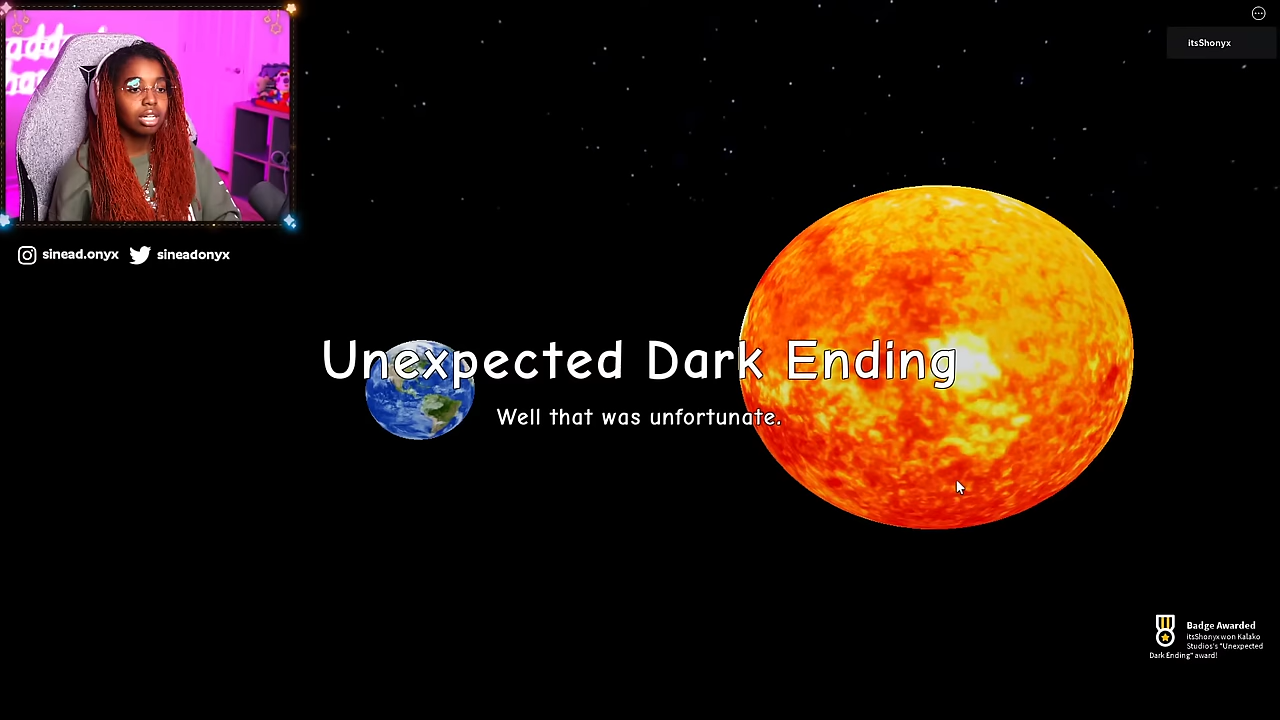 itsShonyx
sinead.onyx sineadonyx
Unexpected Dark Ending
Well that was unfortunate.
Badge Awarded
itsShonyx won Kalako
Studios's "Unexpected
Dark Ending" award!